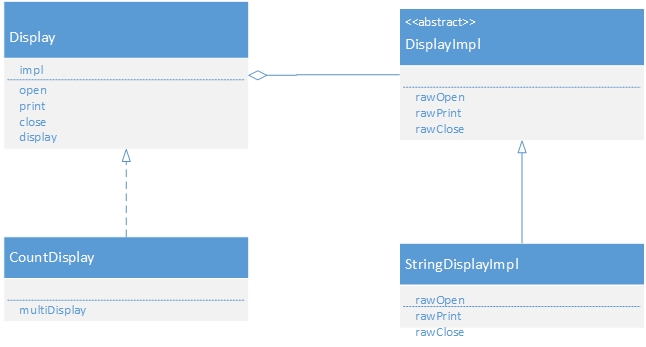 Display
impl
open
print
close
display
<<abstract>>
DisplayImpl
rawOpen
rawPrint
rawClose
CountDisplay
multiDisplay
StringDisplayImpl
rawOpen
rawPrint
rawClose